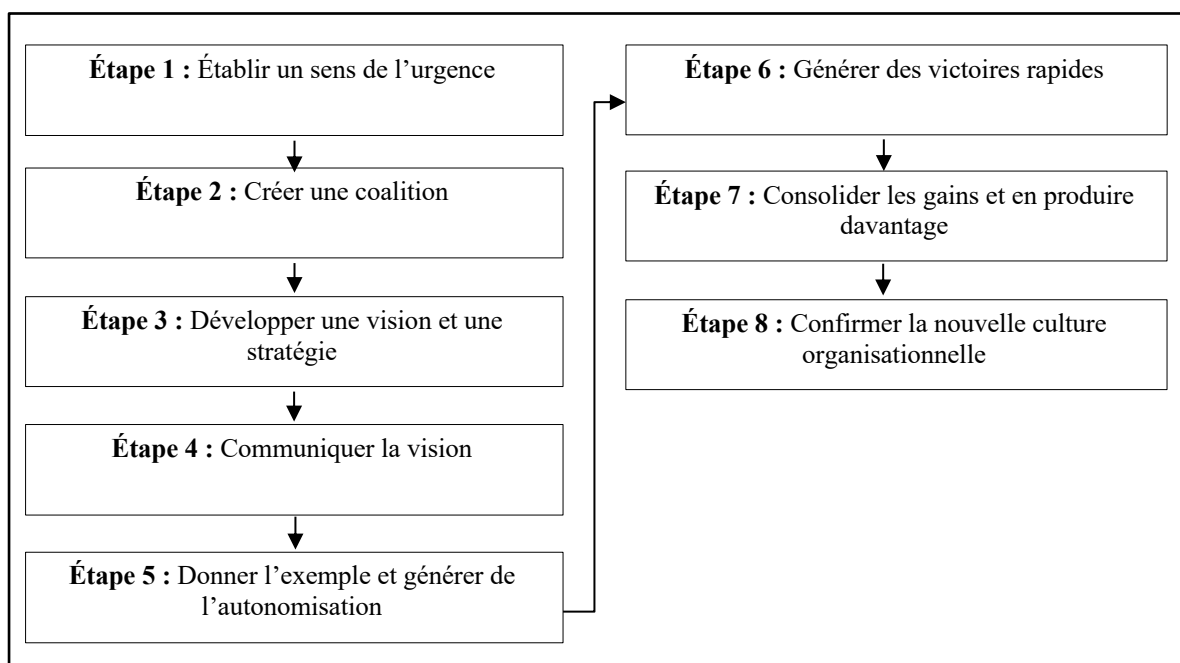 Étape 1 : Établir un sens de l’urgence
Étape 2 : Créer une coalition
Étape 3 : Développer une vision et une
stratégie
Étape 4 : Communiquer la vision
Étape 5 : Donner l’exemple et générer de
l’autonomisation
Étape 6 : Générer des victoires rapides
Étape 7 : Consolider les gains et en produire
davantage
Étape 8 : Confirmer la nouvelle culture
organisationnelle